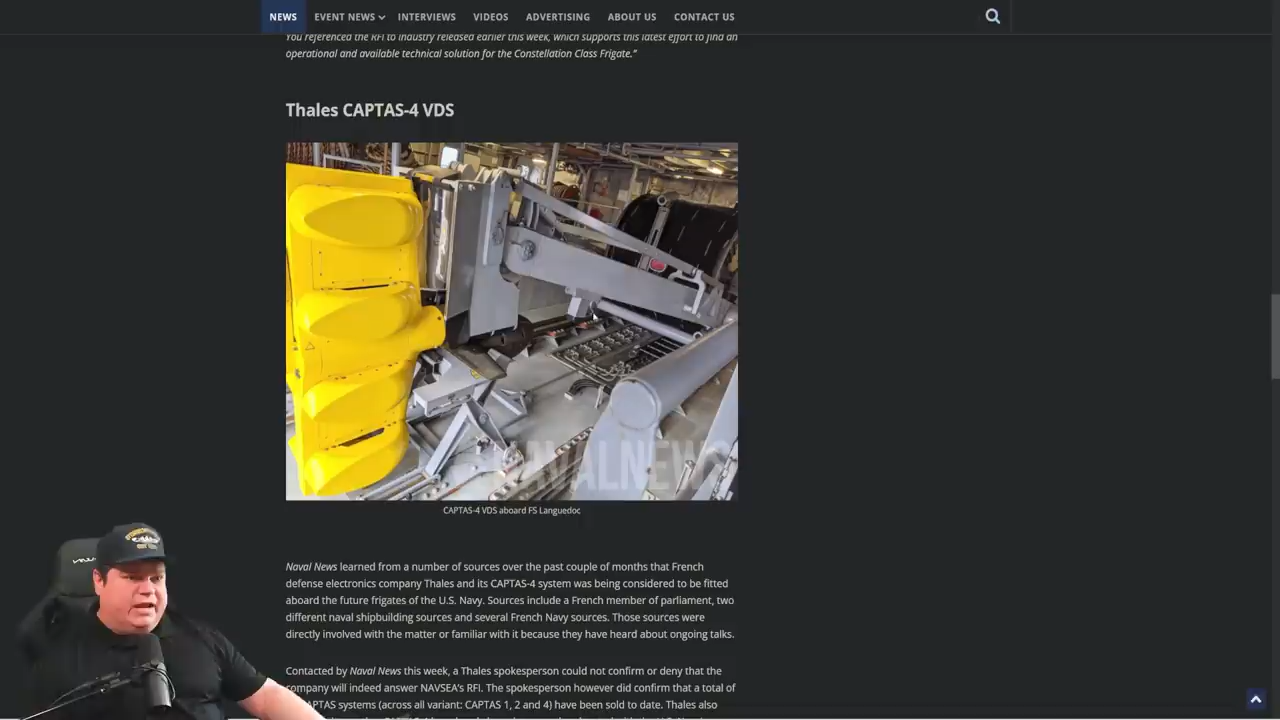 NEWS EVENT NEWS INTERVIEWS VIDEOS ADVERTISING ABOUT US CONTACT US
You referenced the RFI to industry released earlier this week, which supports this latest effort to find an
operational and available technical solution for the Constellation Class Frigate.”
Thales CAPTAS-4 VDS
NAVALNEWS
CAPTAS-4 VDS aboard FS Languedoc
Naval News learned from a number of sources over the past couple of months that French
defense electronics company Thales and its CAPTAS-4 system was being considered to be fitted
aboard the future frigates of the U.S. Navy. Sources include a French member of parliament, two
different naval shipbuilding sources and several French Navy sources. Those sources were
directly involved with the matter or familiar with it because they have heard about ongoing talks.
Contacted by Naval News this week, a Thales spokesperson could not confirm or deny that the
company will indeed answer NAVSEA's RFI. The spokesperson however did confirm that a total of
CAPTAS systems (across all variant: CAPTAS 1, 2 and 4) have been sold to date. Thales also